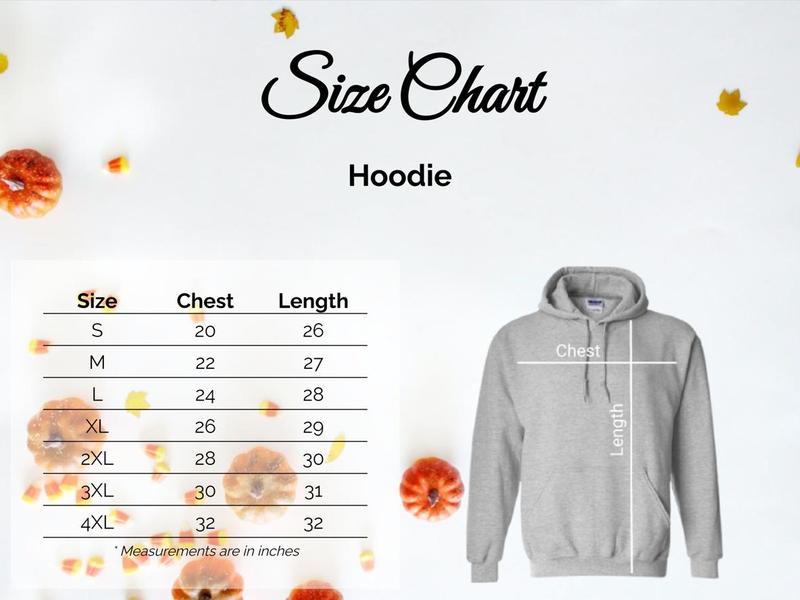 Size Chart
Hoodie
Size Chest Length
S 20 26
M 22 27
L 24 28
XL 26 29
2XL 28 30
3XL 30 31
4XL 32 32
* Measurements are in inches
Chest
Length